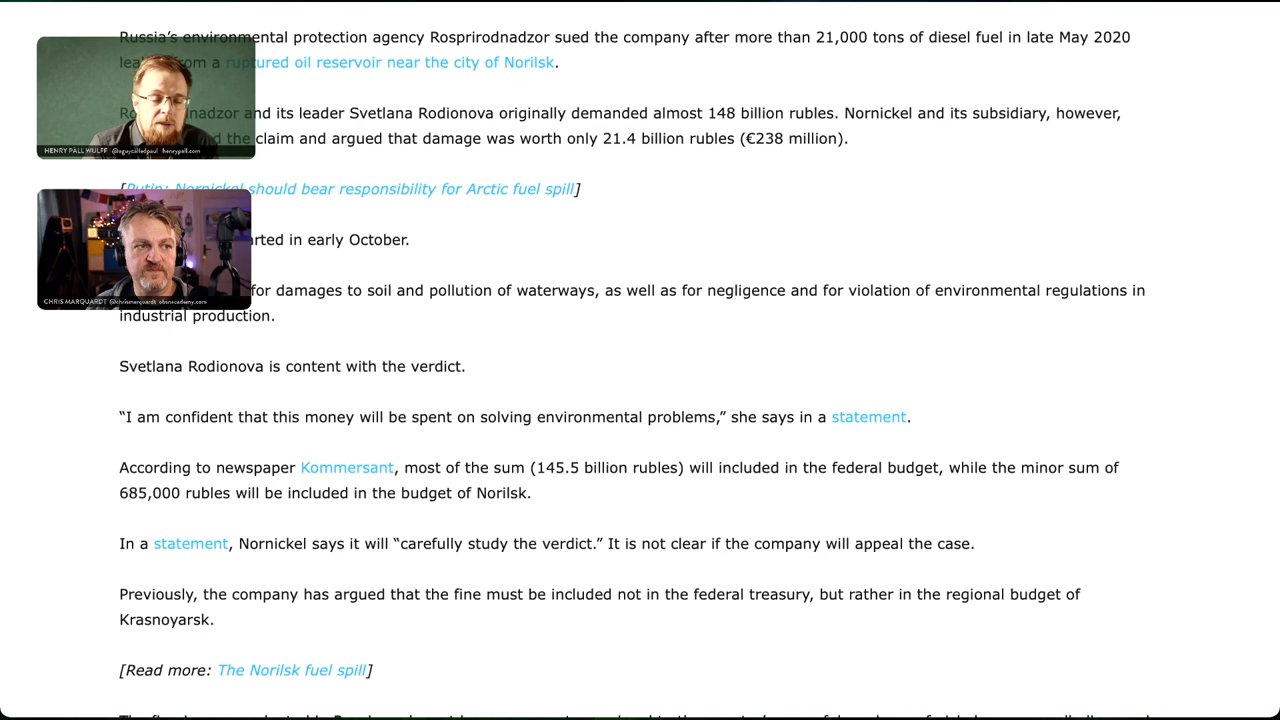 Russia’s environmental protection agency Rosprirodnadzor sued the company after more than 21,000 tons of diesel fuel in late May 2020
from a ruptured oil reservoir near the city of Norilsk.
and its leader Svetlana Rodionova originally demanded almost 148 billion rubles. Nornickel and its subsidiary, however,
the claim and argued that damage was worth only 21.4 billion rubles (€238 million).
HENRY PALL WULFF @aguycalledpaul henrypall.com
[Putin: Nornickel should bear responsibility for Arctic fuel spill]
in early October.
CHRIS MARQUARDT @chrismarquardt absrecademy.com
for damages to soil and pollution of waterways, as well as for negligence and for violation of environmental regulations in
industrial production.
Svetlana Rodionova is content with the verdict.
“I am confident that this money will be spent on solving environmental problems,” she says in a statement.
According to newspaper Kommersant, most of the sum (145.5 billion rubles) will included in the federal budget, while the minor sum of
685,000 rubles will be included in the budget of Norilsk.
In a statement, Nornickel says it will “carefully study the verdict.” It is not clear if the company will appeal the case.
Previously, the company has argued that the fine must be included not in the federal treasury, but rather in the regional budget of
Krasnoyarsk.
[Read more: The Norilsk fuel spill]